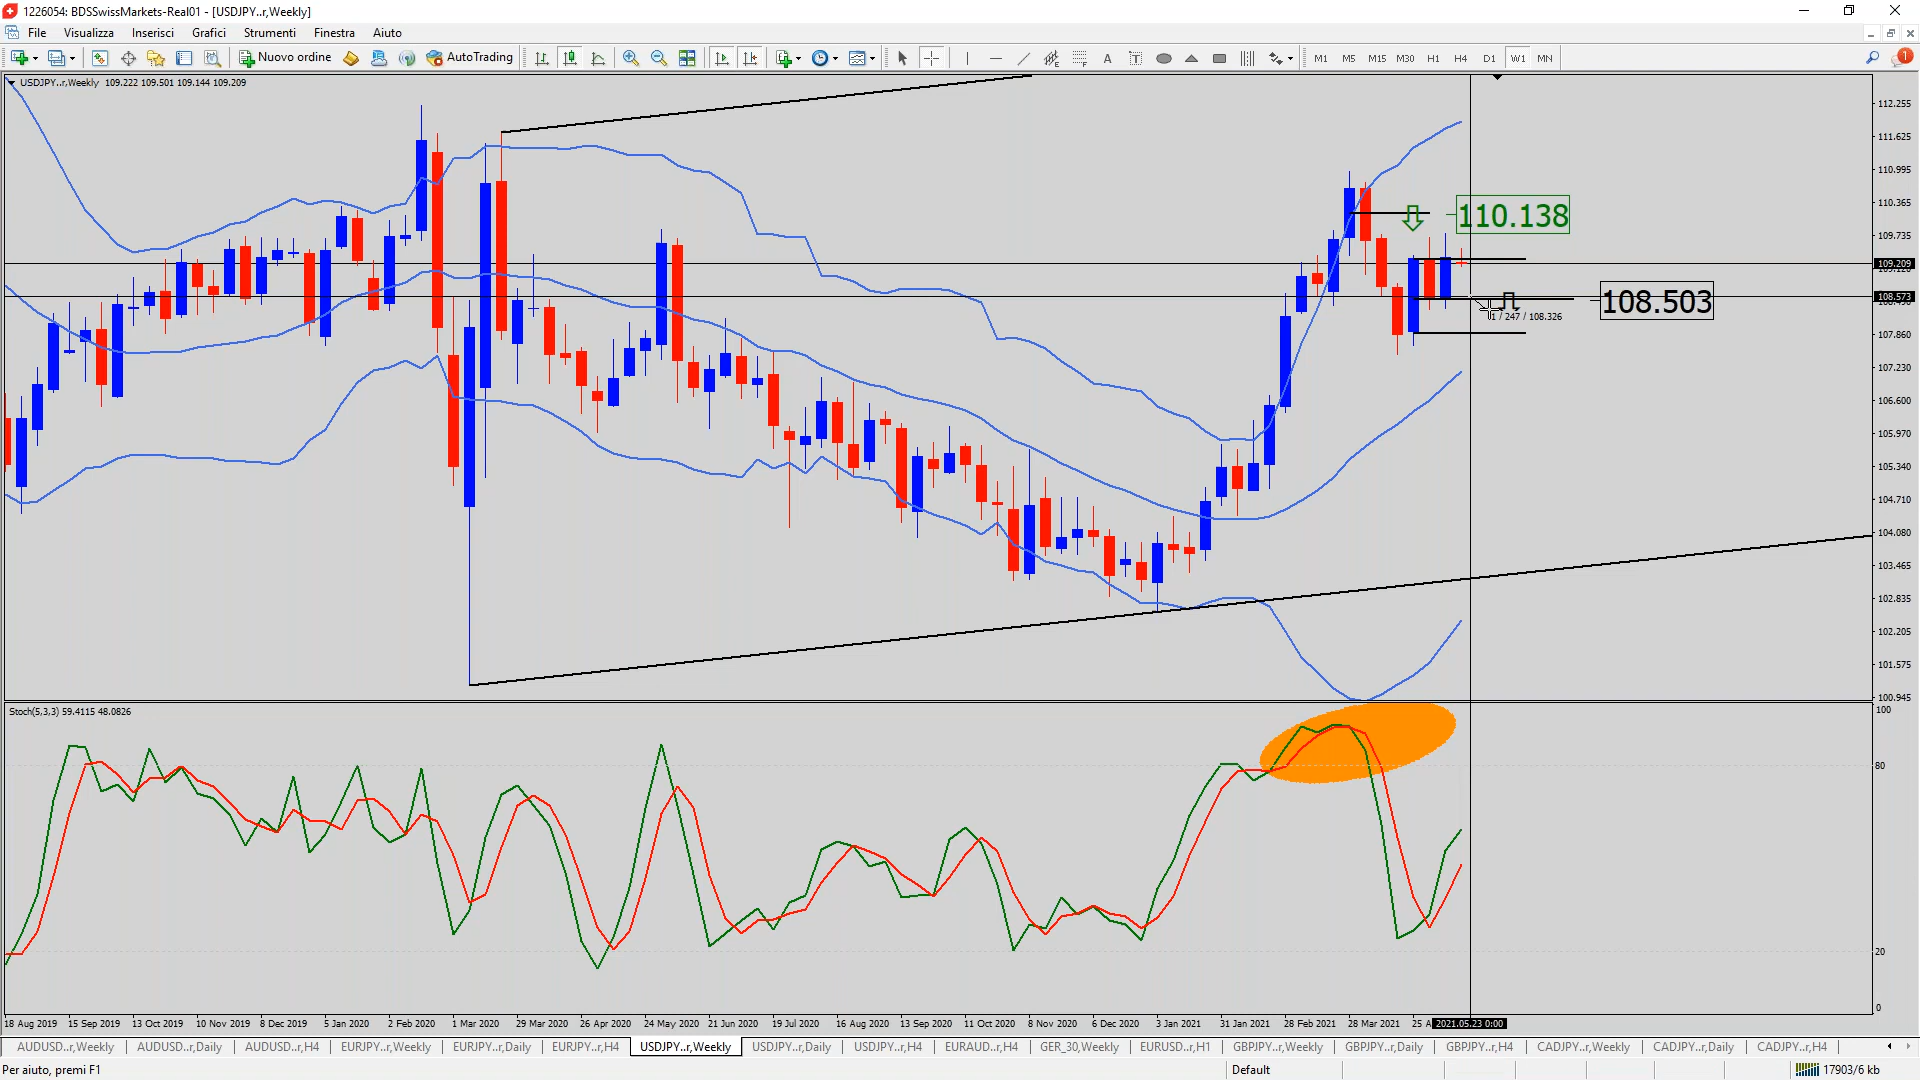 1226054: BDSSwissMarkets-Real01 - [USDJPY..r,Weekly]
File Visualizza Inserisci Grafici Strumenti Finestra Aiuto
Nuovo ordine AutoTrading A T M1 M5 M15 M30 H1 H4 D1 W1 MN 1
USDJPY..r,Weekly 109.222 109.501 109.144 109.209
112.255
111.625
110.995
110.365
110.138
109.735
109.209
108.573
108.503
1 / 247 / 108.326
107.860
107.230
106.600
105.970
105.340
104.710
104.080
103.465
102.835
102.205
101.575
100.945
Stoch(5,3,3) 59.4115 48.0826
100
80
20
0
18 Aug 2019 15 Sep 2019 13 Oct 2019 10 Nov 2019 8 Dec 2019 5 Jan 2020 2 Feb 2020 1 Mar 2020 29 Mar 2020 26 Apr 2020 24 May 2020 21 Jun 2020 19 Jul 2020 16 Aug 2020 13 Sep 2020 11 Oct 2020 8 Nov 2020 6 Dec 2020 3 Jan 2021 31 Jan 2021 28 Feb 2021 28 Mar 2021 25 A 2021.05.23 0:00
AUDUSD..r,Weekly AUDUSD..r,Daily AUDUSD..r,H4 EURJPY..r,Weekly EURJPY..r,Daily EURJPY..r,H4 USDJPY..r,Weekly USDJPY..r,Daily USDJPY..r,H4 EURAUD..r,H4 GER_30,Weekly EURUSD..r,H1 GBPJPY..r,Weekly GBPJPY..r,Daily GBPJPY..r,H4 CADJPY..r,Weekly CADJPY..r,Daily CADJPY..r,H4
Per aiuto, premi F1 Default 17903/6 kb